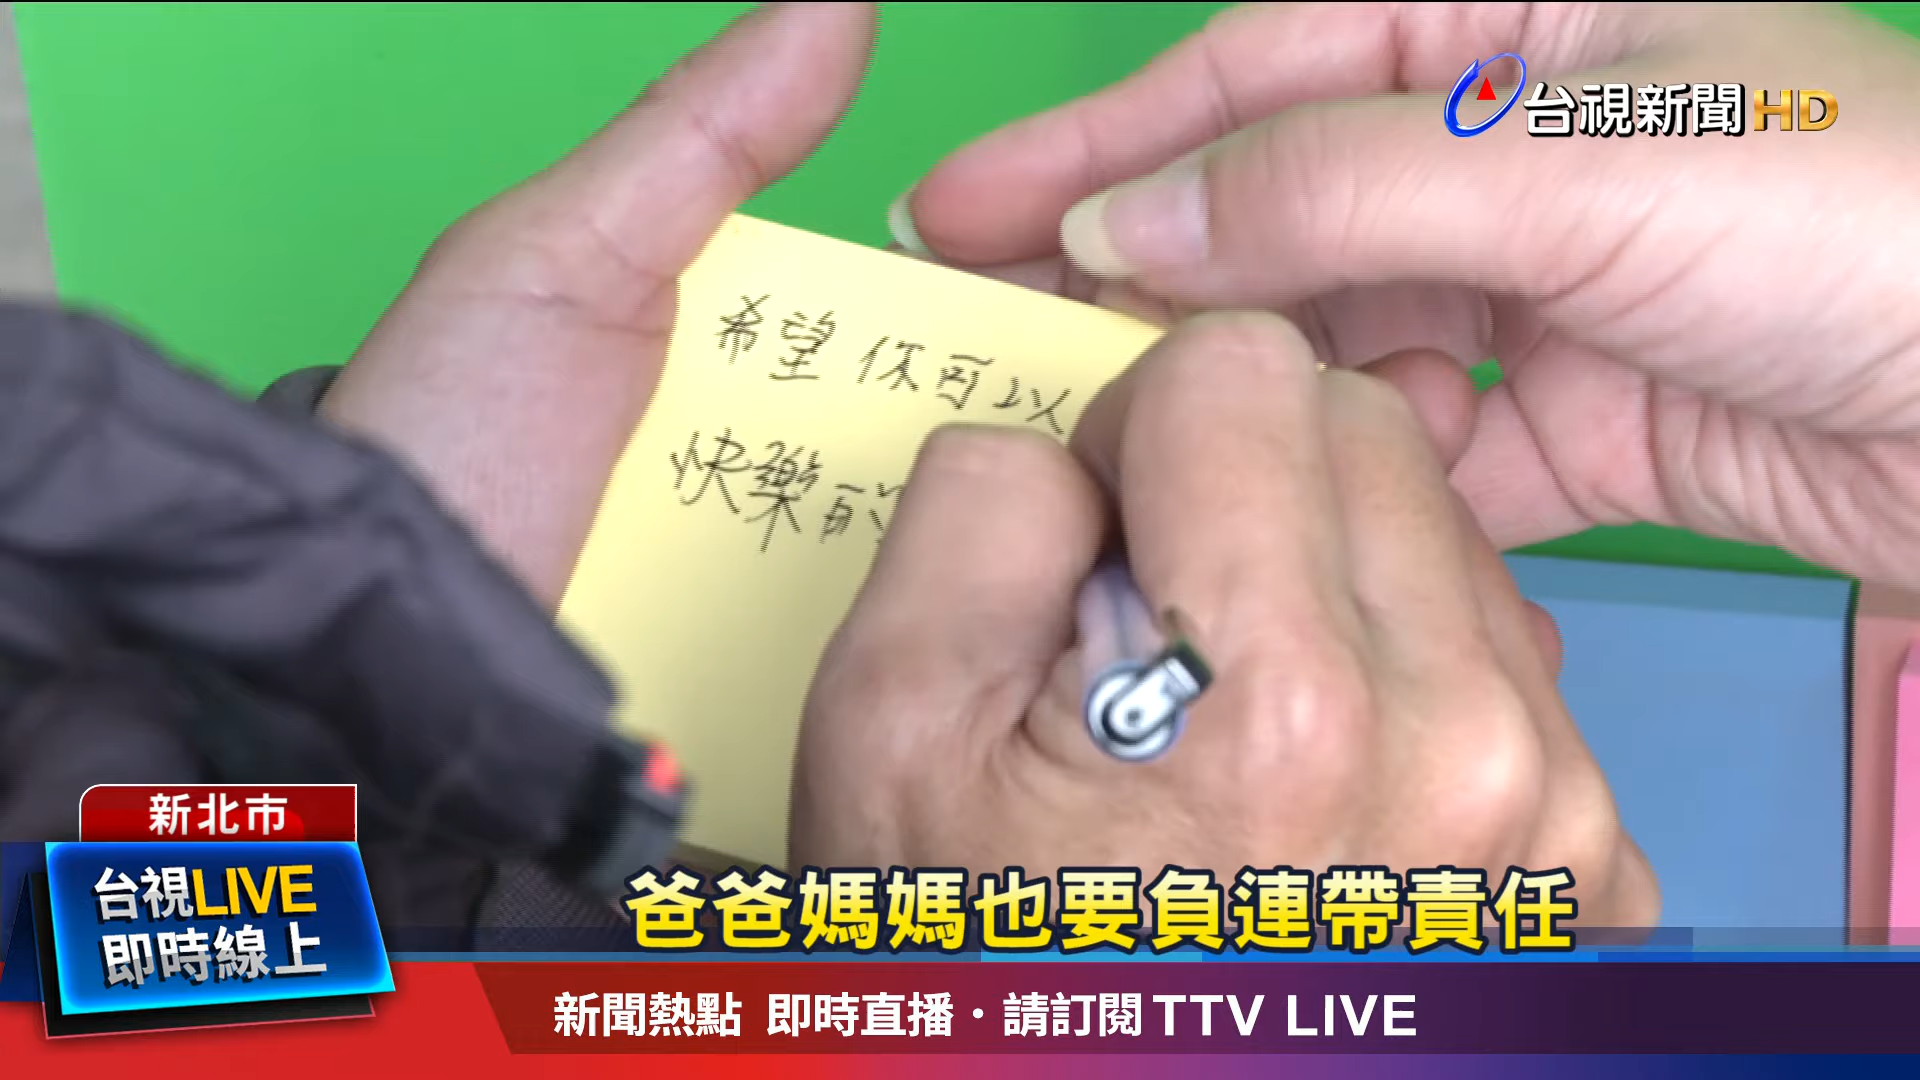 台視新聞HD
希望你可以
快樂的
新北市
台視LIVE
即時線上
爸爸媽媽也要負連帶責任
新聞熱點 即時直播·請訂閱TTV LIVE